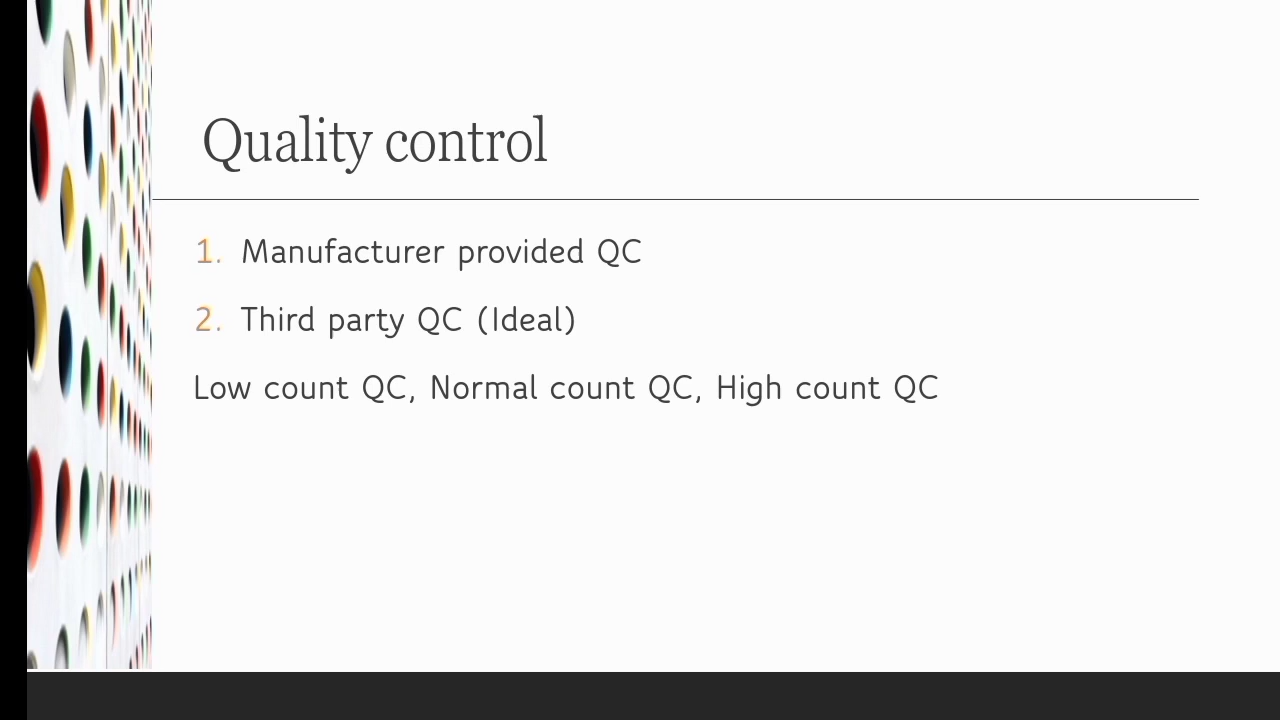 Quality control
1. Manufacturer provided QC
2. Third party QC (Ideal)
Low count QC, Normal count QC, High count QC